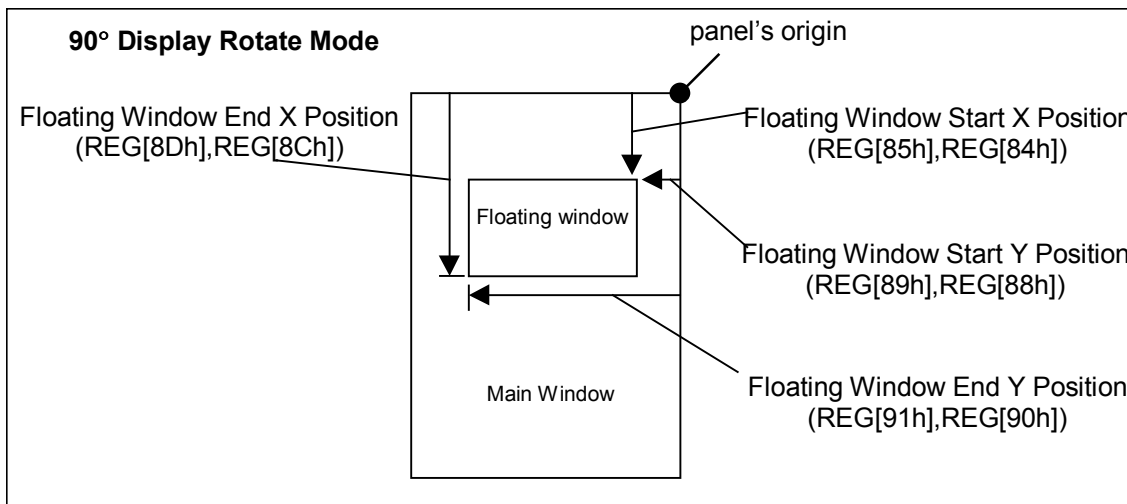 90° Display Rotate Mode
panel's origin
Floating Window End X Position
(REG[8Dh],REG[8Ch])
Floating Window Start X Position
(REG[85h],REG[84h])
Floating window
Floating Window Start Y Position
(REG[89h],REG[88h])
Main Window
Floating Window End Y Position
(REG[91h],REG[90h])